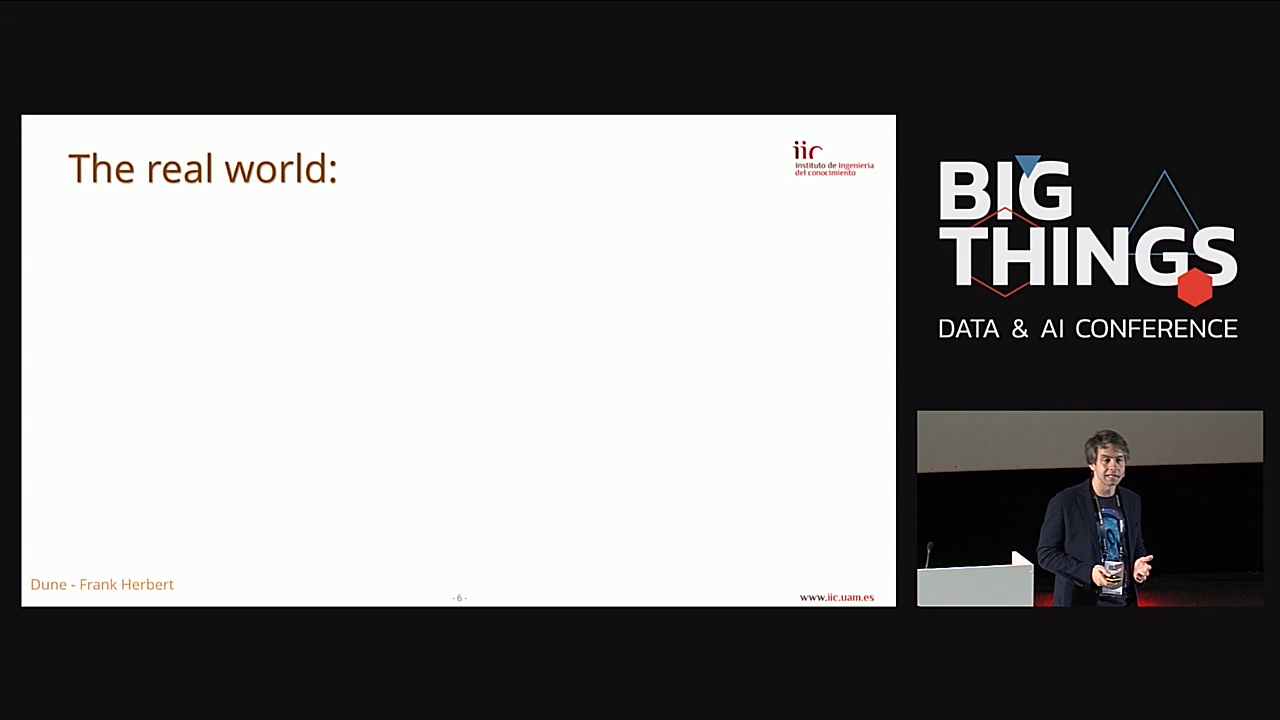 The real world:
iic
instituto de ingeniería
del conocimiento
Dune - Frank Herbert
- 6 -
www.iic.uam.es
BIG
THINGS
DATA & AI CONFERENCE